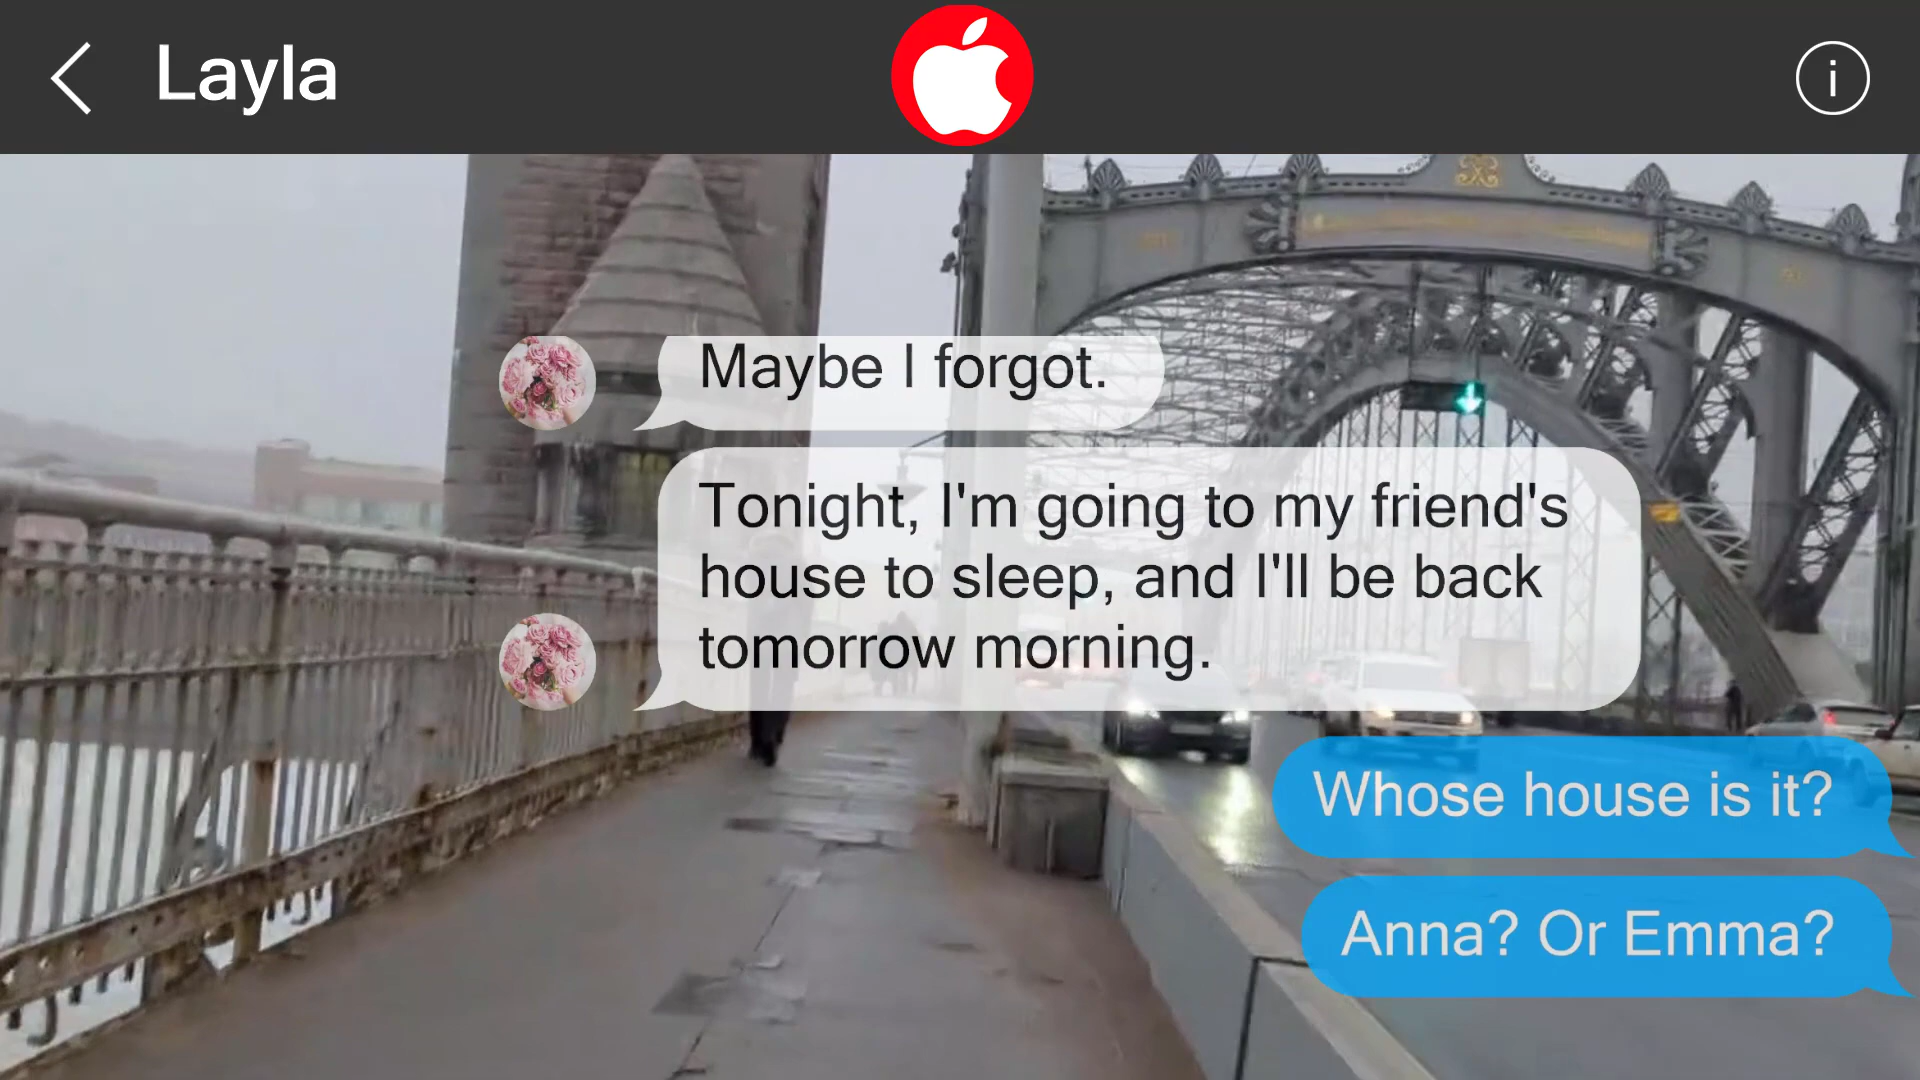 Layla
Maybe I forgot.
Tonight, I'm going to my friend's
house to sleep, and I'll be back
tomorrow morning.
Whose house is it?
Anna? Or Emma?